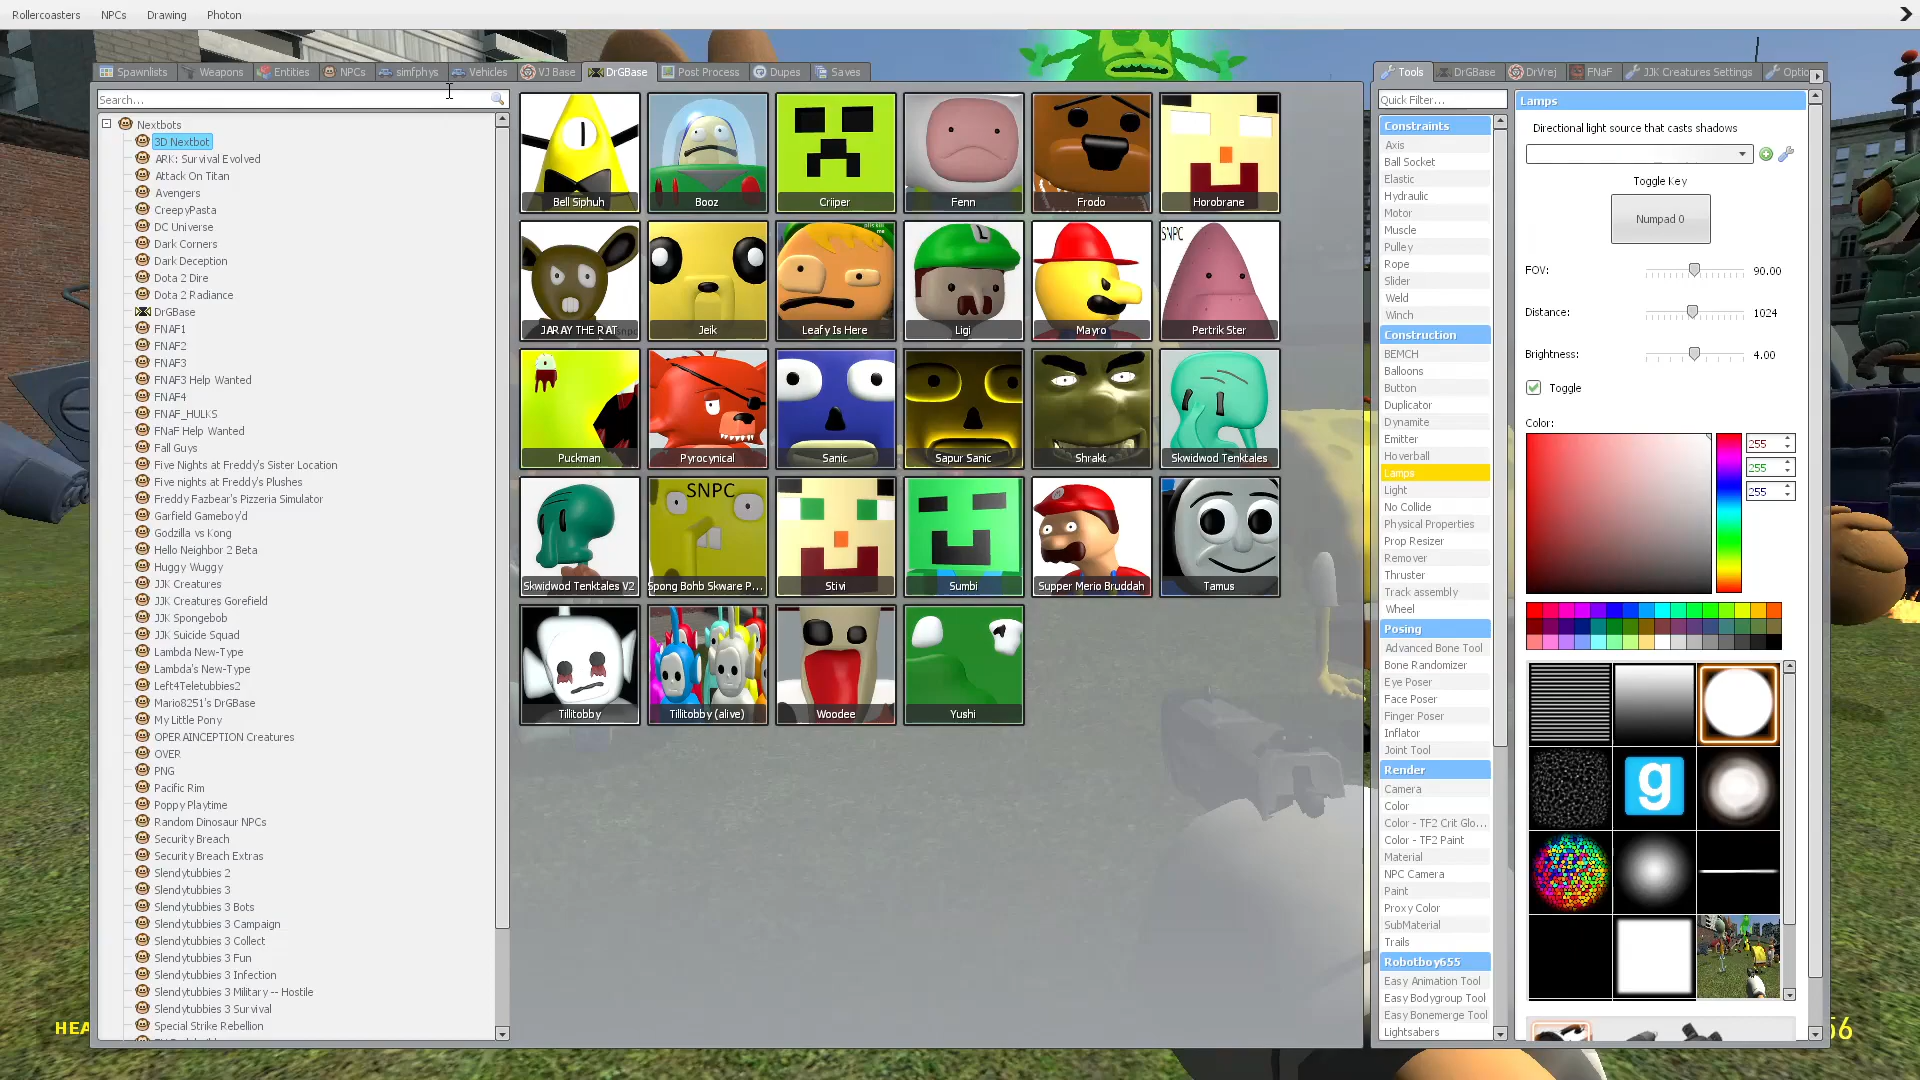 Rollercoasters NPCs Drawing Photon
Spawnlists Weapons Entities NPCs simfphys Vehicles VJ Base DrGBase Post Process Dupes Saves
Search...
Nextbots
3D Nextbot
ARK: Survival Evolved
Attack On Titan
Avengers
CreepyPasta
DC Universe
Dark Corners
Dark Deception
Dota 2 Dire
Dota 2 Radiance
DrGBase
FNAF1
FNAF2
FNAF3
FNAF3 Help Wanted
FNAF4
FNAF_HULKS
FNaF Help Wanted
Fall Guys
Five Nights at Freddy's Sister Location
Five nights at Freddy's Plushes
Freddy Fazbear's Pizzeria Simulator
Garfield Gameboy'd
Godzilla vs Kong
Hello Neighbor 2 Beta
Huggy Wuggy
JJK Creatures
JJK Creatures Gorefield
JJK Spongebob
JJK Suicide Squad
Lambda New-Type
Lambda's New-Type
Left4Teletubbies2
Mario8251's DrGBase
My Little Pony
OPERAINCEPTION Creatures
OVER
PNG
Pacific Rim
Poppy Playtime
Random Dinosaur NPCs
Security Breach
Security Breach Extras
Slendytubbies 2
Slendytubbies 3
Slendytubbies 3 Bots
Slendytubbies 3 Campaign
Slendytubbies 3 Collect
Slendytubbies 3 Fun
Slendytubbies 3 Infection
Slendytubbies 3 Military -- Hostile
Slendytubbies 3 Survival
Special Strike Rebellion
HEA
Bell Siphuh Booz Criiper Fenn Frodo Horobrane
SNPC
JARAY THE RAT Jeik Leafy Is Here Ligi Mayro Pertrik Ster
Puckman Pyrocynical Sanic Sapur Sanic Shrakt Skwidwod Tenktales
SNPC
Skwidwod Tenktales V2 Spong Bohb Skware P... Stivi Sumbi Supper Merio Bruddah Tamus
Tillitobby Tillitobby (alive) Woodee Yushi
Tools DrGBase DrVrej FNaF JJK Creatures Settings Optio
Quick Filter...
Constraints
Axis
Ball Socket
Elastic
Hydraulic
Motor
Muscle
Pulley
Rope
Slider
Weld
Winch
Construction
BEMCH
Balloons
Button
Duplicator
Dynamite
Emitter
Hoverball
Lamps
Light
No Collide
Physical Properties
Prop Resizer
Remover
Thruster
Track assembly
Wheel
Posing
Advanced Bone Tool
Bone Randomizer
Eye Poser
Face Poser
Finger Poser
Inflator
Joint Tool
Render
Camera
Color
Color - TF2 Crit Glo...
Color - TF2 Paint
Material
NPC Camera
Paint
Proxy Color
SubMaterial
Trails
Robotboy655
Easy Animation Tool
Easy Bodygroup Tool
Easy Bonemerge Tool
Lightsabers
Lamps
Directional light source that casts shadows
Toggle Key
Numpad 0
FOV: 90.00
Distance: 1024
Brightness: 4.00
Toggle
Color:
255
255
255
g
56